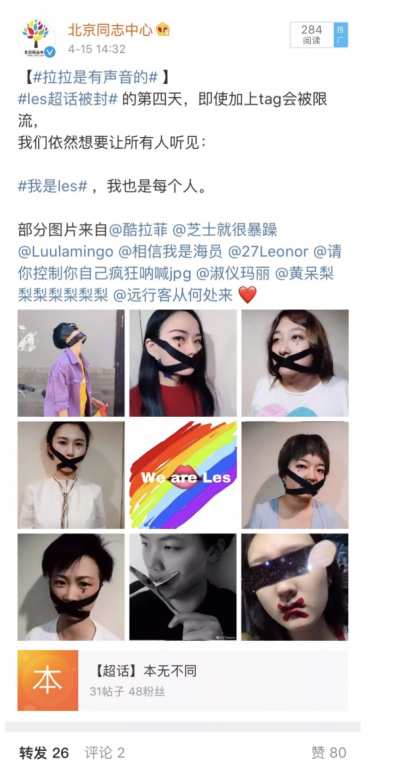 北京同志中心
4-15 14:32
284
阅读
推广
北京同志中心
【#拉拉是有声音的# 】
#les超话被封# 的第四天，即使加上tag会被限
流，
我们依然想要让所有人听见：
#我是les# ，我也是每个人。
部分图片来自@酷拉菲 @芝士就很暴躁
@Luulamingo @相信我是海员 @27Leonor @请
你控制你自己疯狂呐喊jpg @淑仪玛丽 @黄呆梨
梨梨梨梨梨梨梨 @远行客从何处来
We are Les
本
【超话】本无不同
31帖子 48粉丝
转发 26 评论 2 赞 80